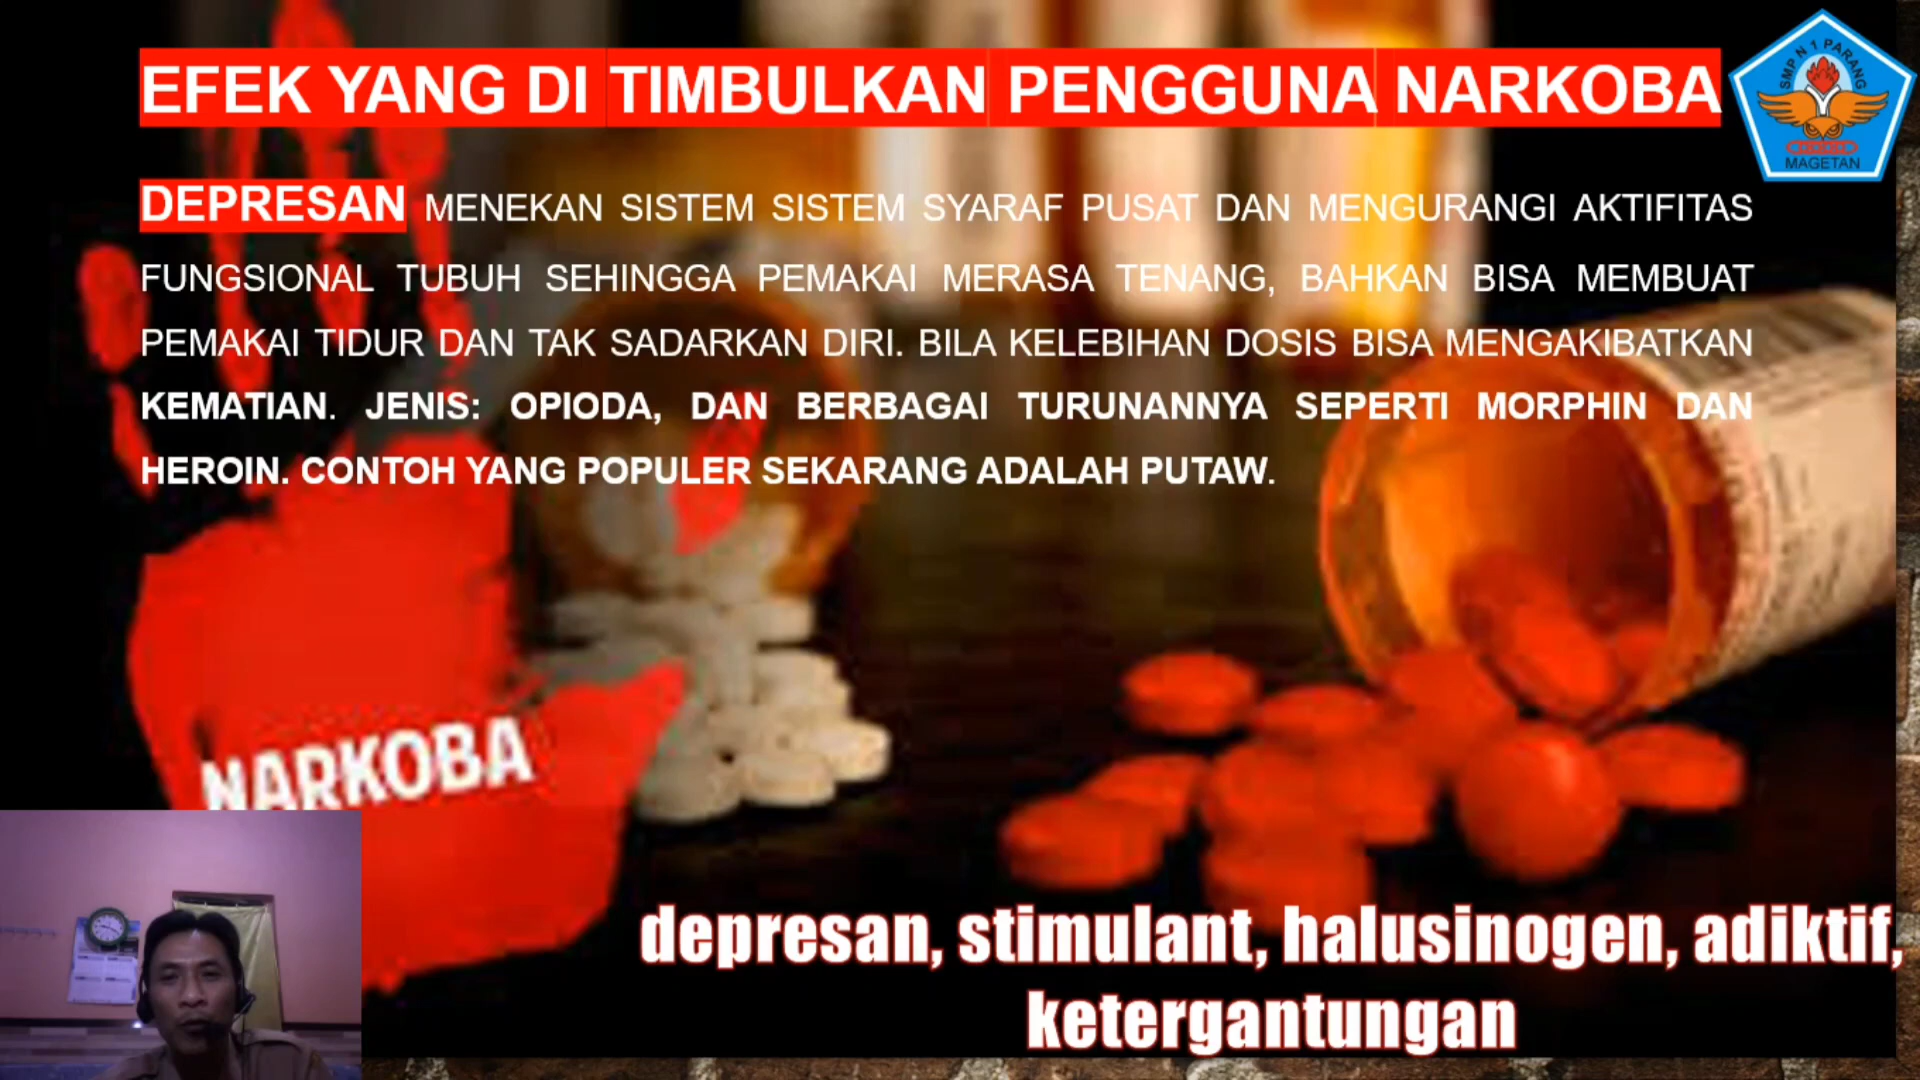 EFEK YANG DI TIMBULKAN PENGGUNA NARKOBA
SMP N 1 PARANG
MAGETAN
DEPRESAN MENEKAN SISTEM SISTEM SYARAF PUSAT DAN MENGURANGI AKTIFITAS
FUNGSIONAL TUBUH SEHINGGA PEMAKAI MERASA TENANG, BAHKAN BISA MEMBUAT
PEMAKAI TIDUR DAN TAK SADARKAN DIRI. BILA KELEBIHAN DOSIS BISA MENGAKIBATKAN
KEMATIAN. JENIS: OPIODA, DAN BERBAGAI TURUNANNYA SEPERTI MORPHIN DAN
HEROIN. CONTOH YANG POPULER SEKARANG ADALAH PUTAW.
NARKOBA
depresan, stimulant, halusinogen, adiktif,
ketergantungan